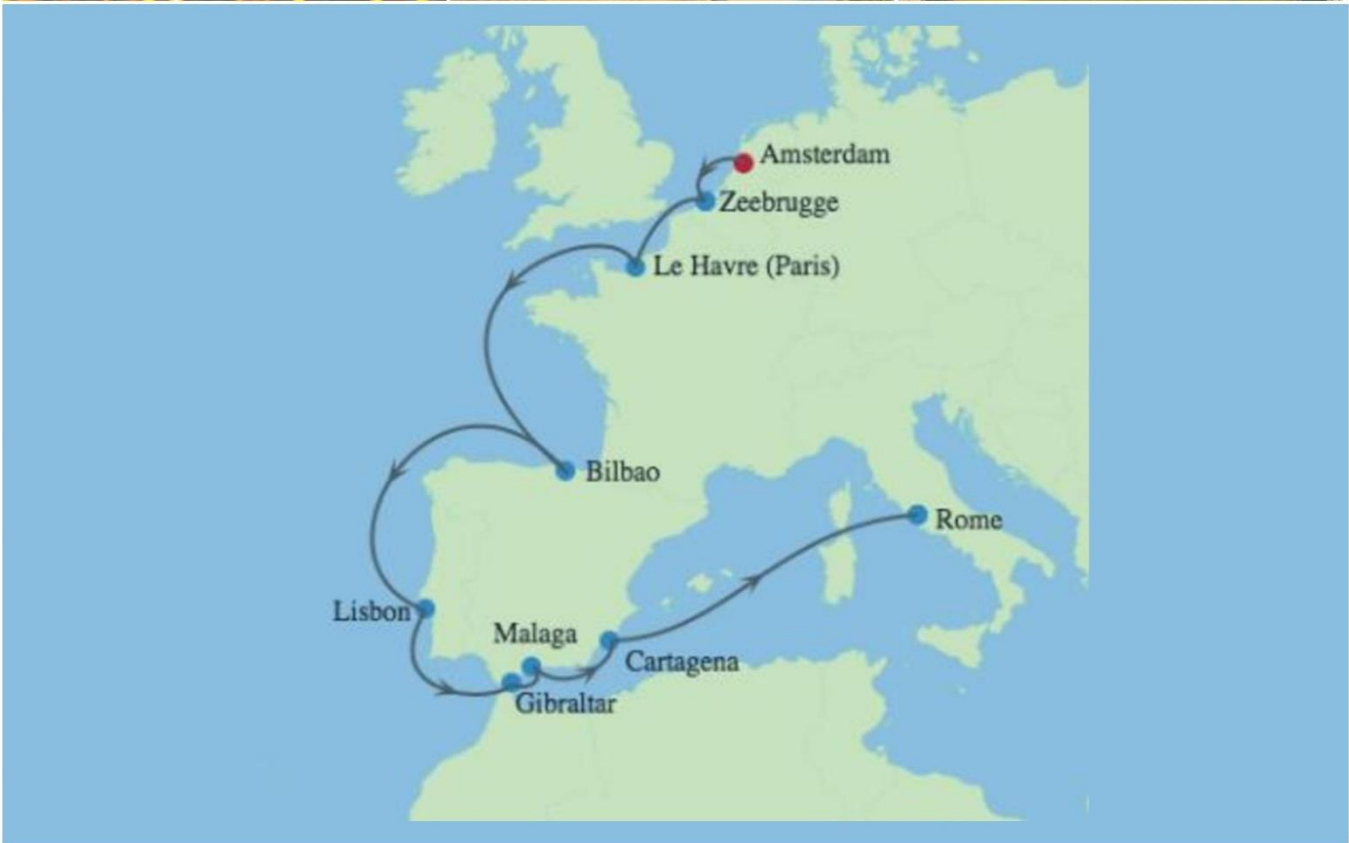 Amsterdam
Zeebrugge
Le Havre (Paris)
Bilbao
Rome
Lisbon
Malaga
Cartagena
Gibraltar